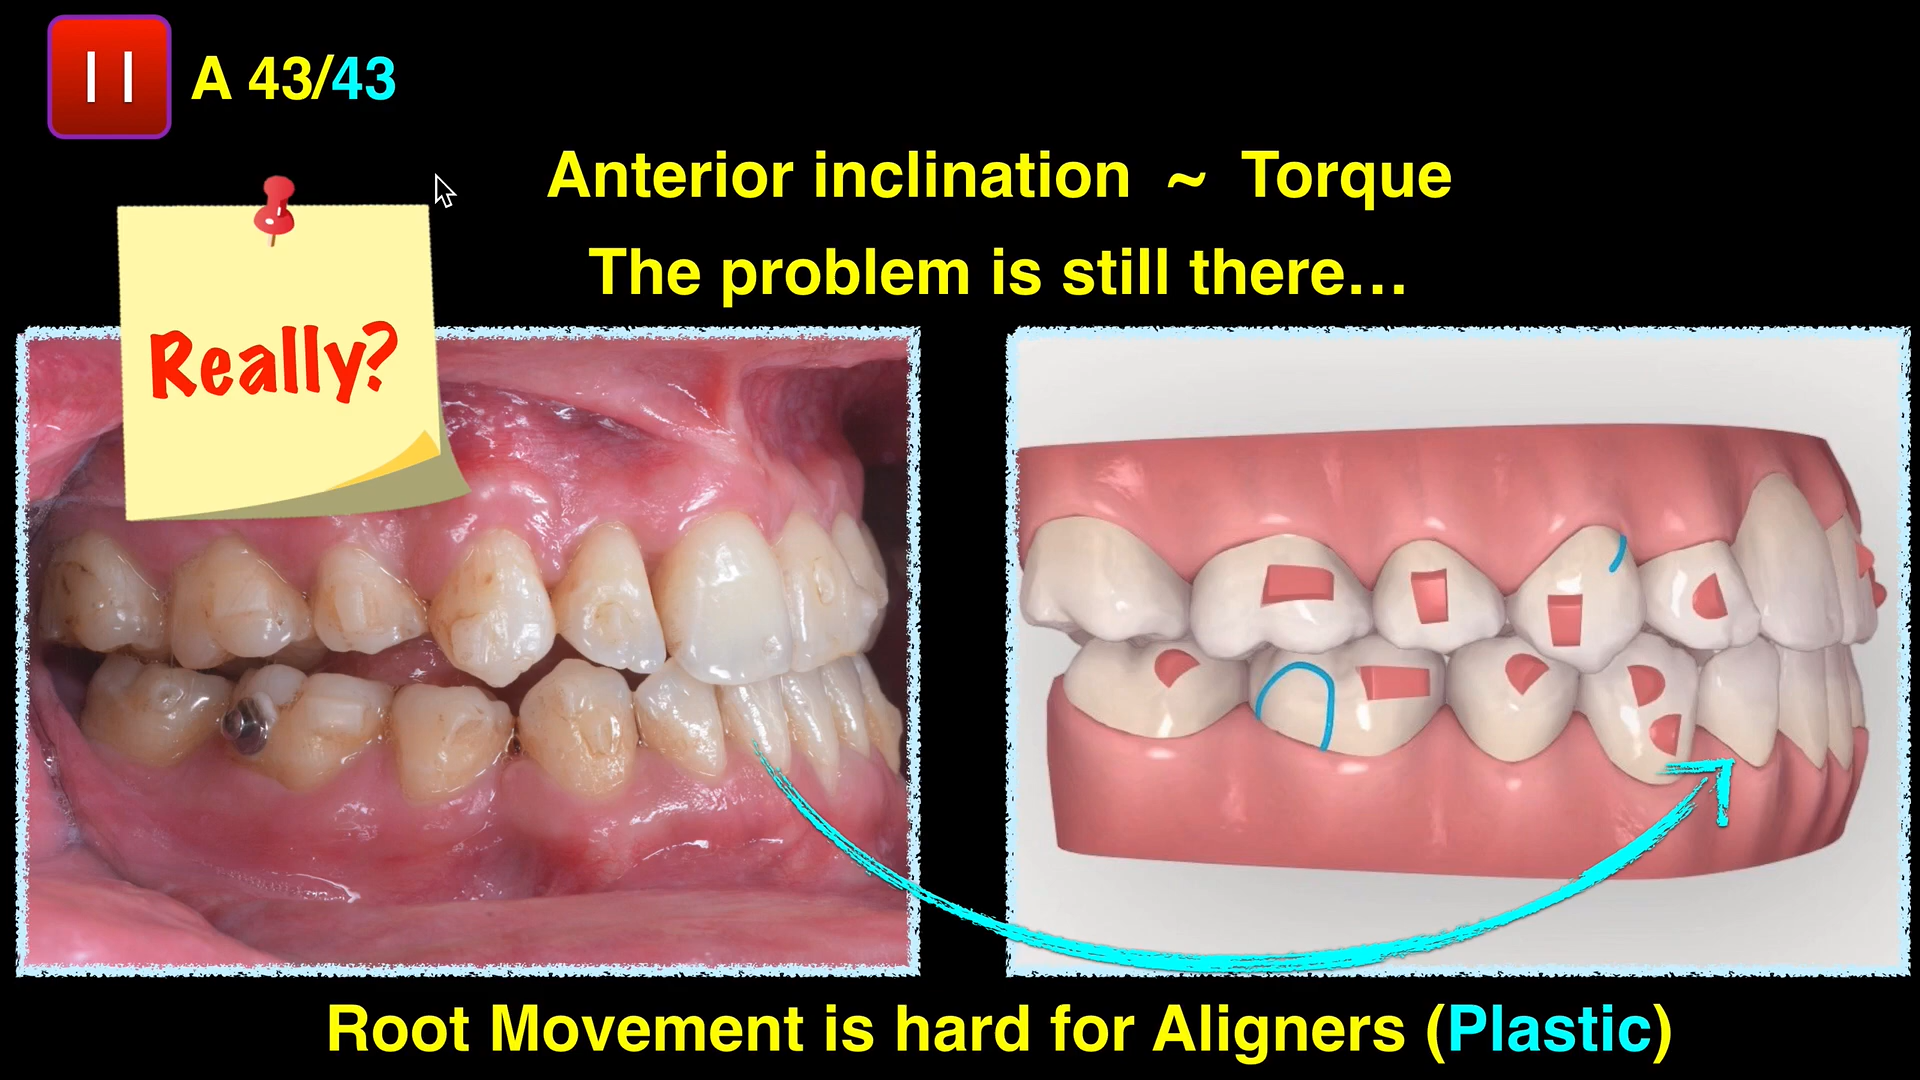 A 43/43
Anterior inclination ~ Torque
The problem is still there…
Really?
Root Movement is hard for Aligners (Plastic)